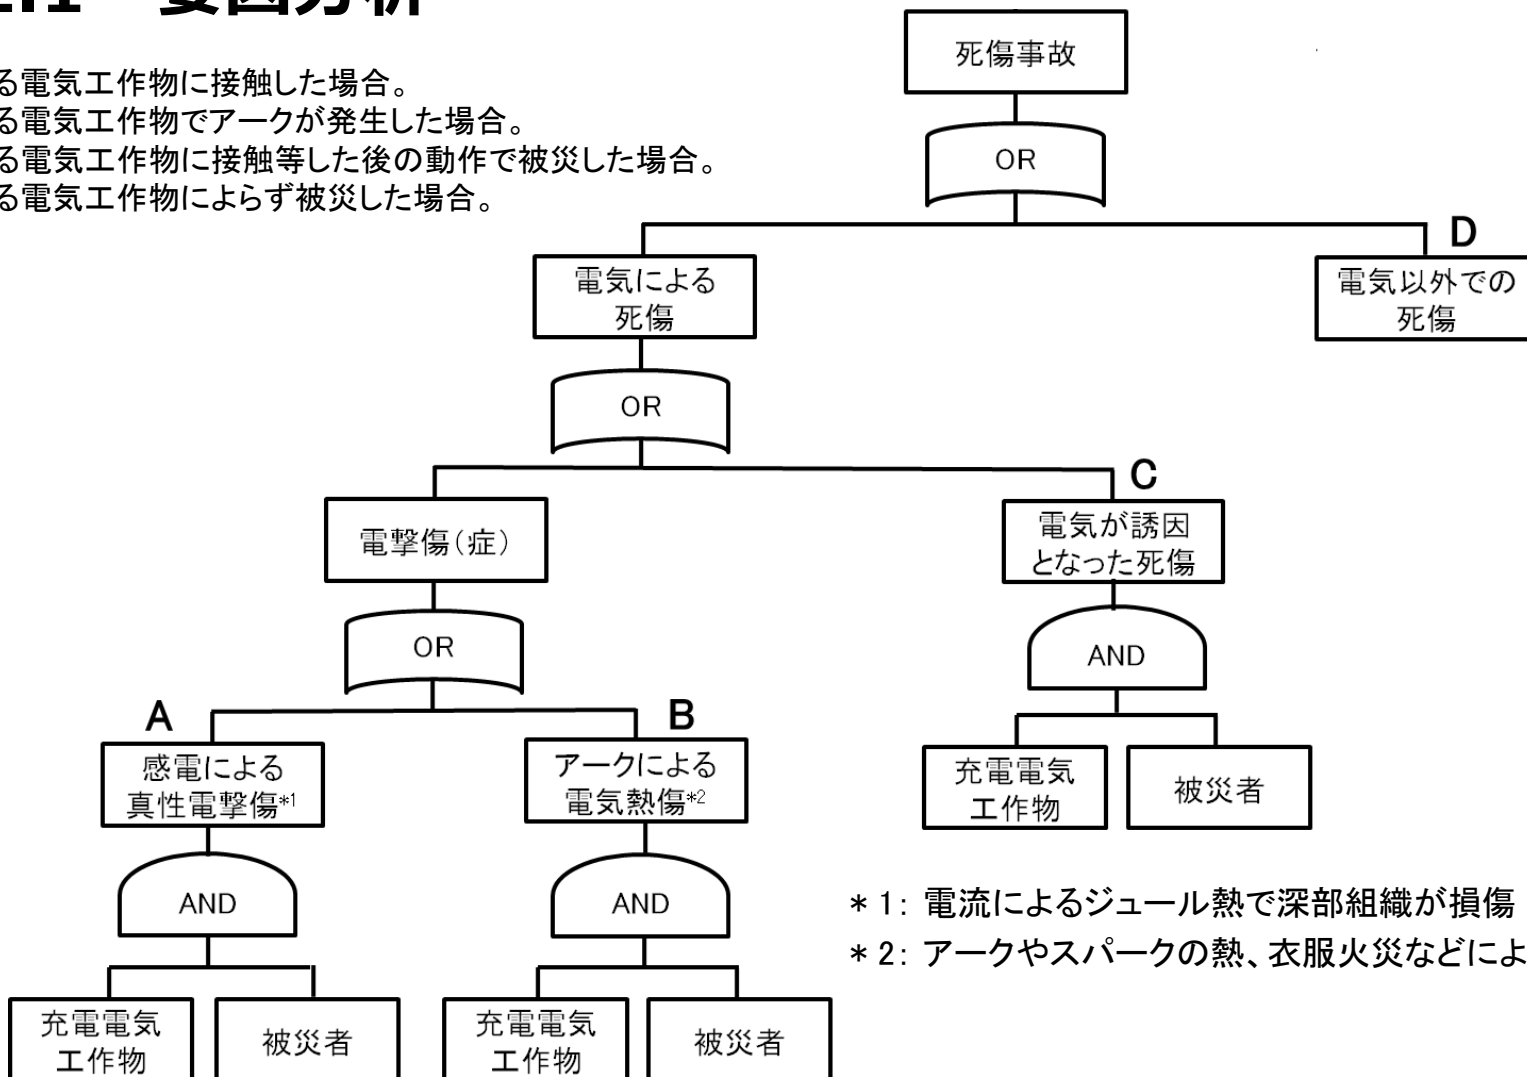 2.1 要因分析
る電気工作物に接触した場合。
る電気工作物でアークが発生した場合。
る電気工作物に接触等した後の動作で被災した場合。
る電気工作物によらず被災した場合。
死傷事故
OR
D
電気による
死傷
電気以外での
死傷
OR
C
電撃傷(症)
電気が誘因
となった死傷
OR
AND
A
B
感電による
真性電撃傷*1
アークによる
電気熱傷*2
充電電気
工作物
被災者
AND
AND
*1: 電流によるジュール熱で深部組織が損傷
*2: アークやスパークの熱、衣服火災などによ
充電電気
工作物
被災者
充電電気
工作物
被災者